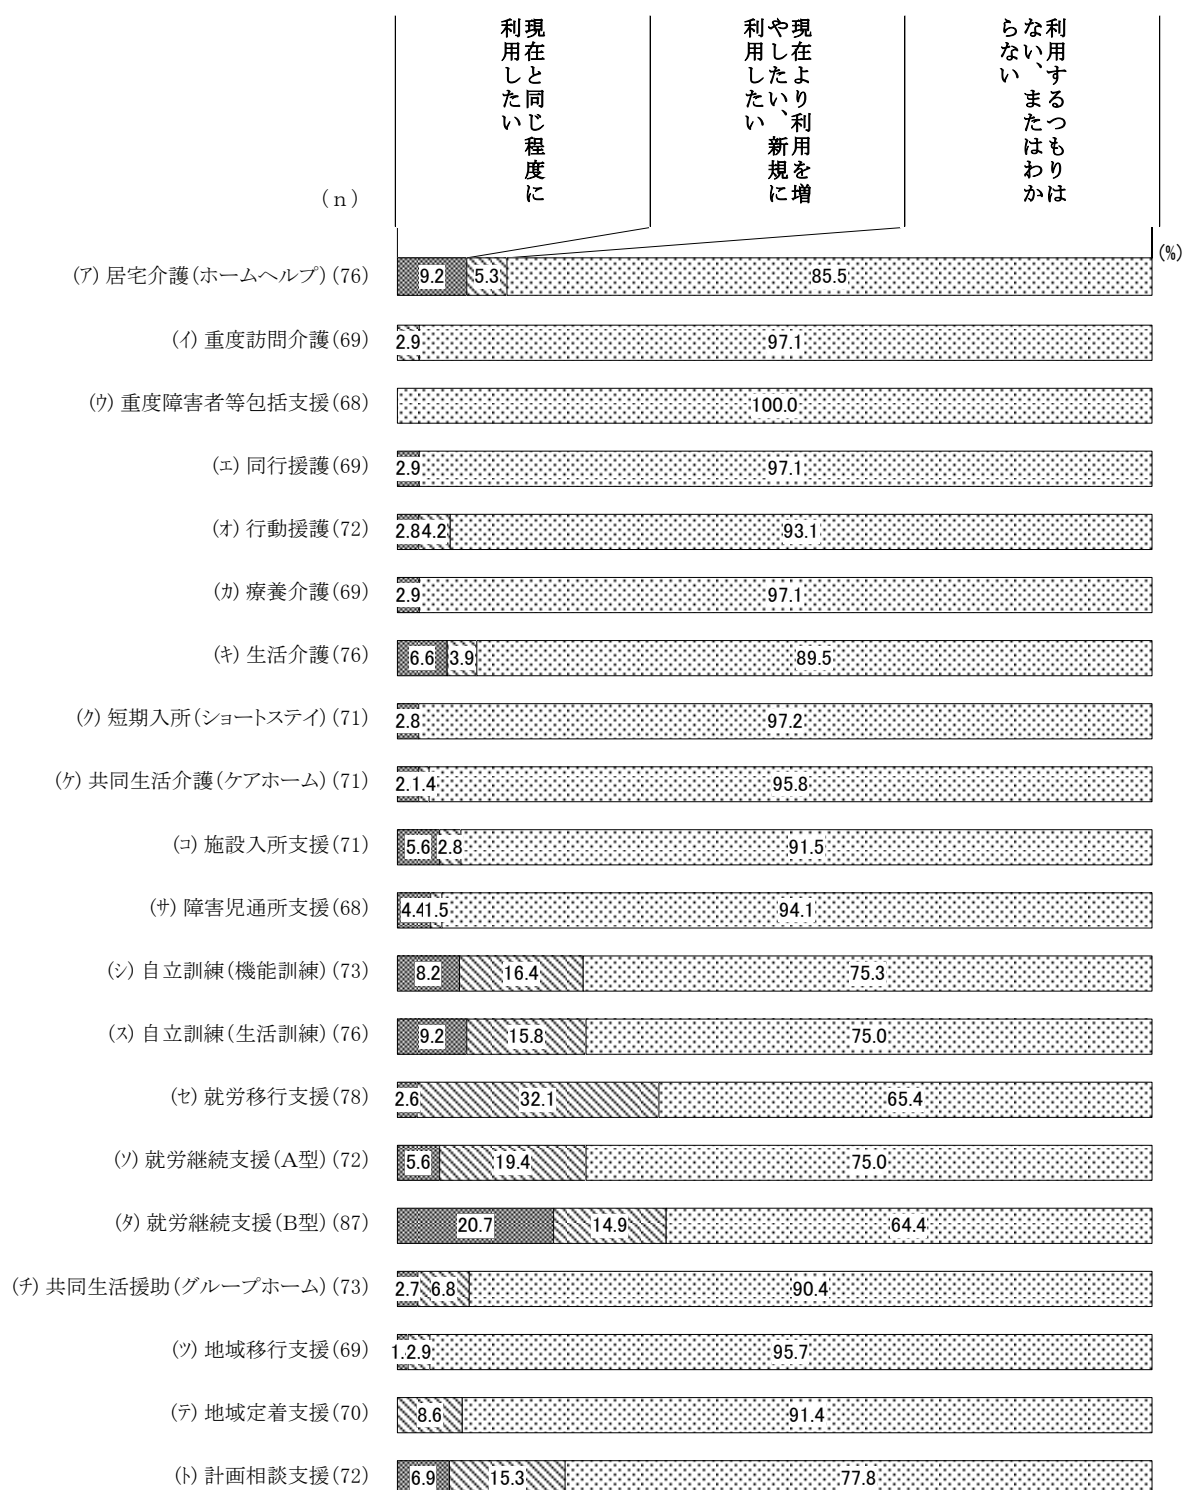 現在と同じ程度に
利用したい
現在より利用を増
やしたい、新規に
利用したい
利用するつもりは
ない、またはわか
らない
（ｎ）
(%)
(ｱ) 居宅介護(ホームヘルプ) (76) 9.2 5.3 85.5
(ｲ) 重度訪問介護(69) 2.9 97.1
(ｳ) 重度障害者等包括支援(68) 100.0
(ｴ) 同行援護(69) 2.9 97.1
(ｵ) 行動援護(72) 2.8 4.2 93.1
(ｶ) 療養介護(69) 2.9 97.1
(ｷ) 生活介護(76) 6.6 3.9 89.5
(ｸ) 短期入所(ショートステイ) (71) 2.8 97.2
(ｹ) 共同生活介護(ケアホーム) (71) 2. 1.4 95.8
(ｺ) 施設入所支援(71) 5.6 2.8 91.5
(ｻ) 障害児通所支援(68) 4.4 1.5 94.1
(ｼ) 自立訓練(機能訓練) (73) 8.2 16.4 75.3
(ｽ) 自立訓練(生活訓練) (76) 9.2 15.8 75.0
(ｾ) 就労移行支援(78) 2.6 32.1 65.4
(ｿ) 就労継続支援(A型) (72) 5.6 19.4 75.0
(ﾀ) 就労継続支援(B型) (87) 20.7 14.9 64.4
(ﾁ) 共同生活援助(グループホーム) (73) 2.7 6.8 90.4
(ﾂ) 地域移行支援(69) 1. 2.9 95.7
(ﾃ) 地域定着支援(70) 8.6 91.4
(ﾄ) 計画相談支援(72) 6.9 15.3 77.8